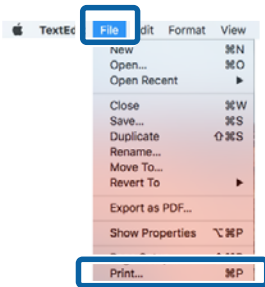 TextEd File Edit Format View
New ⌘N
Open... ⌘O
Open Recent ▶
Close ⌘W
Save... ⌘S
Duplicate ⇧⌘S
Rename...
Move To...
Revert To ▶
Export as PDF...
Show Properties ⌥⌘P
Print... ⌘P